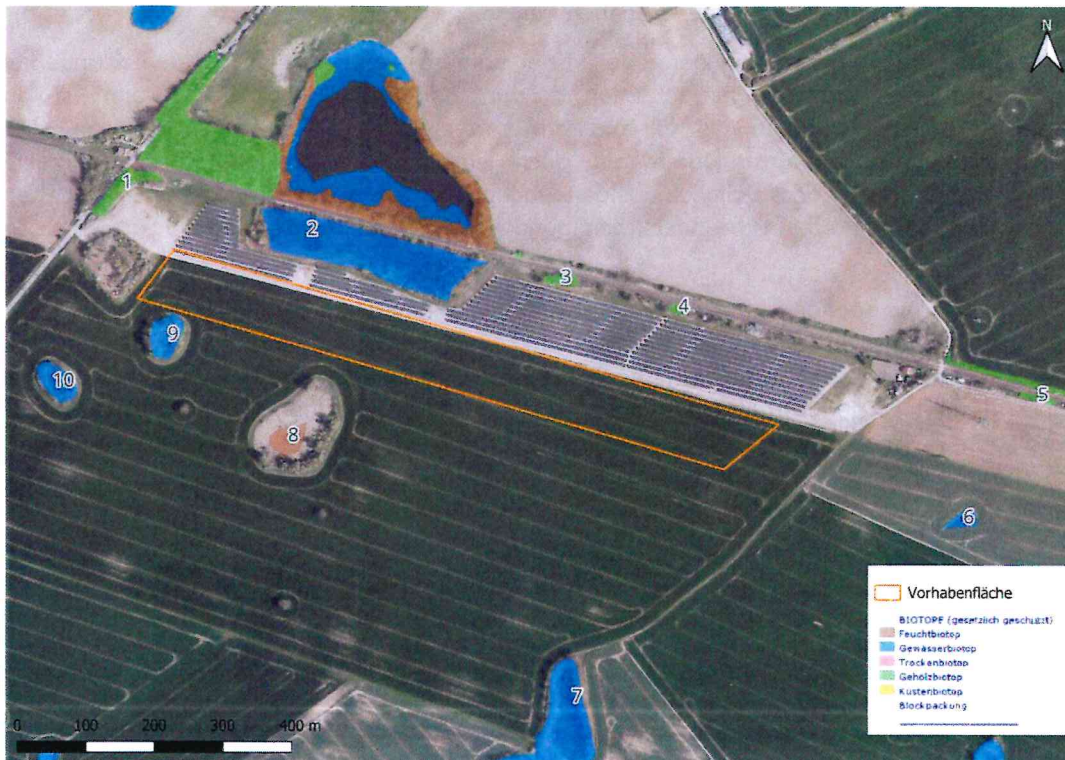 N
1
2
3
4
5
6
7
8
9
10
Vorhabenfläche
BIOTOPE (gesetzlich geschützt)
Feuchtbiotop
Gewässerbiotop
Trockenbiotop
Gehölzbiotop
Küstenbiotop
Blockpackung
0 100 200 300 400 m